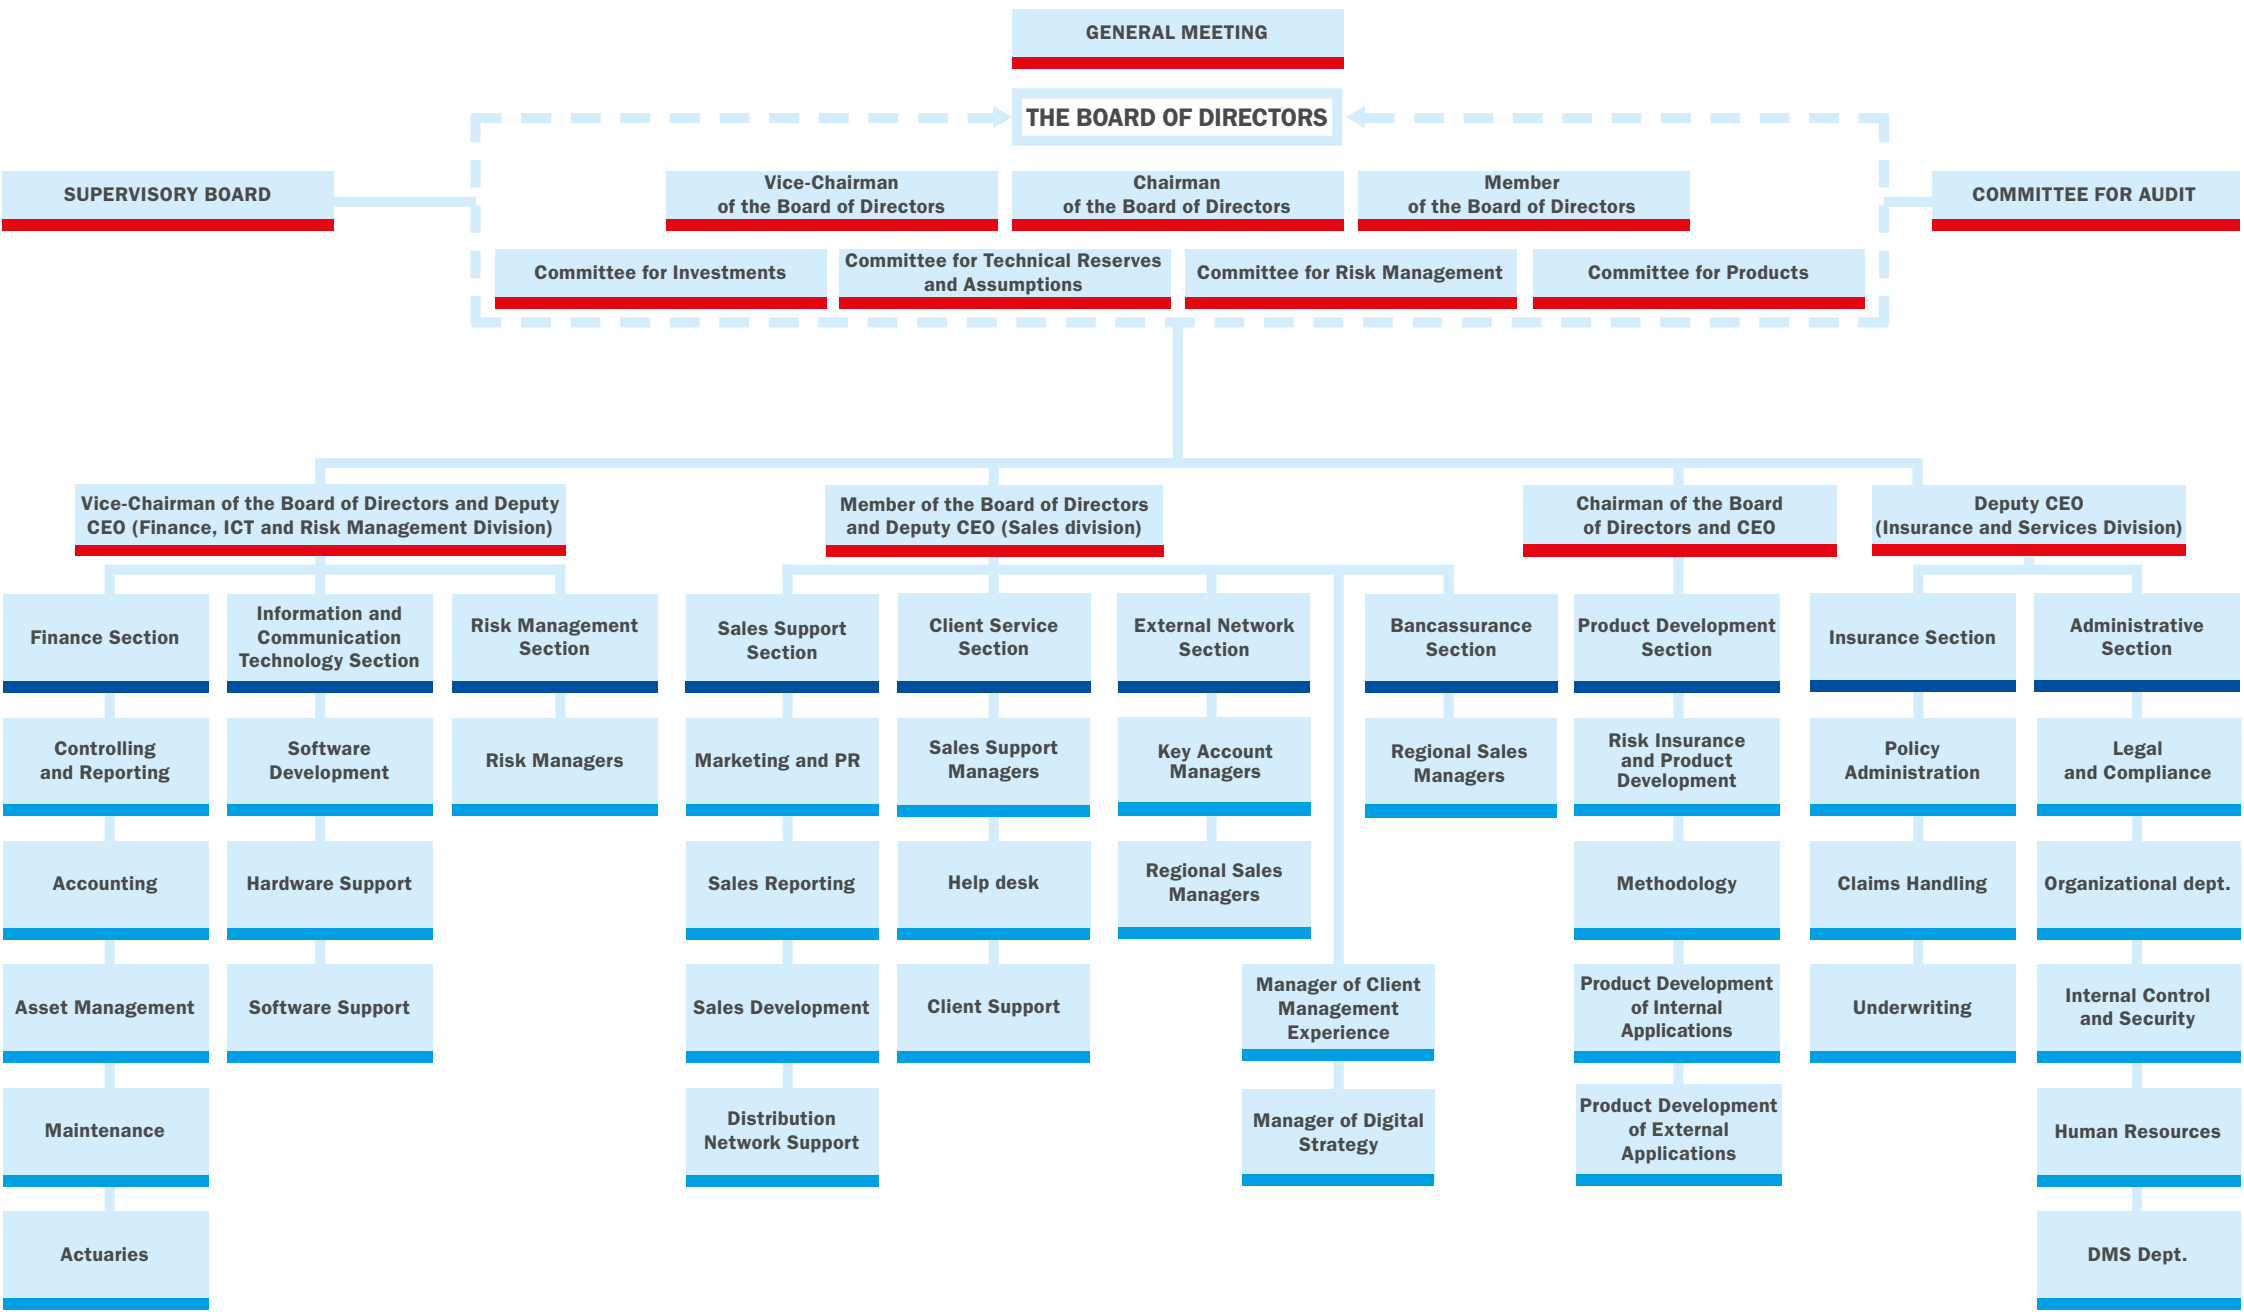 GENERAL MEETING
THE BOARD OF DIRECTORS
SUPERVISORY BOARD
Vice-Chairman
of the Board of Directors
Chairman
of the Board of Directors
Member
of the Board of Directors
COMMITTEE FOR AUDIT
Committee for Investments
Committee for Technical Reserves
and Assumptions
Committee for Risk Management
Committee for Products
Vice-Chairman of the Board of Directors and Deputy
CEO (Finance, ICT and Risk Management Division)
Member of the Board of Directors
and Deputy CEO (Sales division)
Chairman of the Board
of Directors and CEO
Deputy CEO
(Insurance and Services Division)
Finance Section
Information and
Communication
Technology Section
Risk Management
Section
Sales Support
Section
Client Service
Section
External Network
Section
Bancassurance
Section
Product Development
Section
Insurance Section
Administrative
Section
Controlling
and Reporting
Software
Development
Risk Managers
Marketing and PR
Sales Support
Managers
Key Account
Managers
Regional Sales
Managers
Risk Insurance
and Product
Development
Policy
Administration
Legal
and Compliance
Accounting
Hardware Support
Sales Reporting
Help desk
Regional Sales
Managers
Methodology
Claims Handling
Organizational dept.
Asset Management
Software Support
Sales Development
Client Support
Manager of Client
Management
Experience
Product Development
of Internal
Applications
Underwriting
Internal Control
and Security
Maintenance
Distribution
Network Support
Manager of Digital
Strategy
Product Development
of External
Applications
Human Resources
Actuaries
DMS Dept.